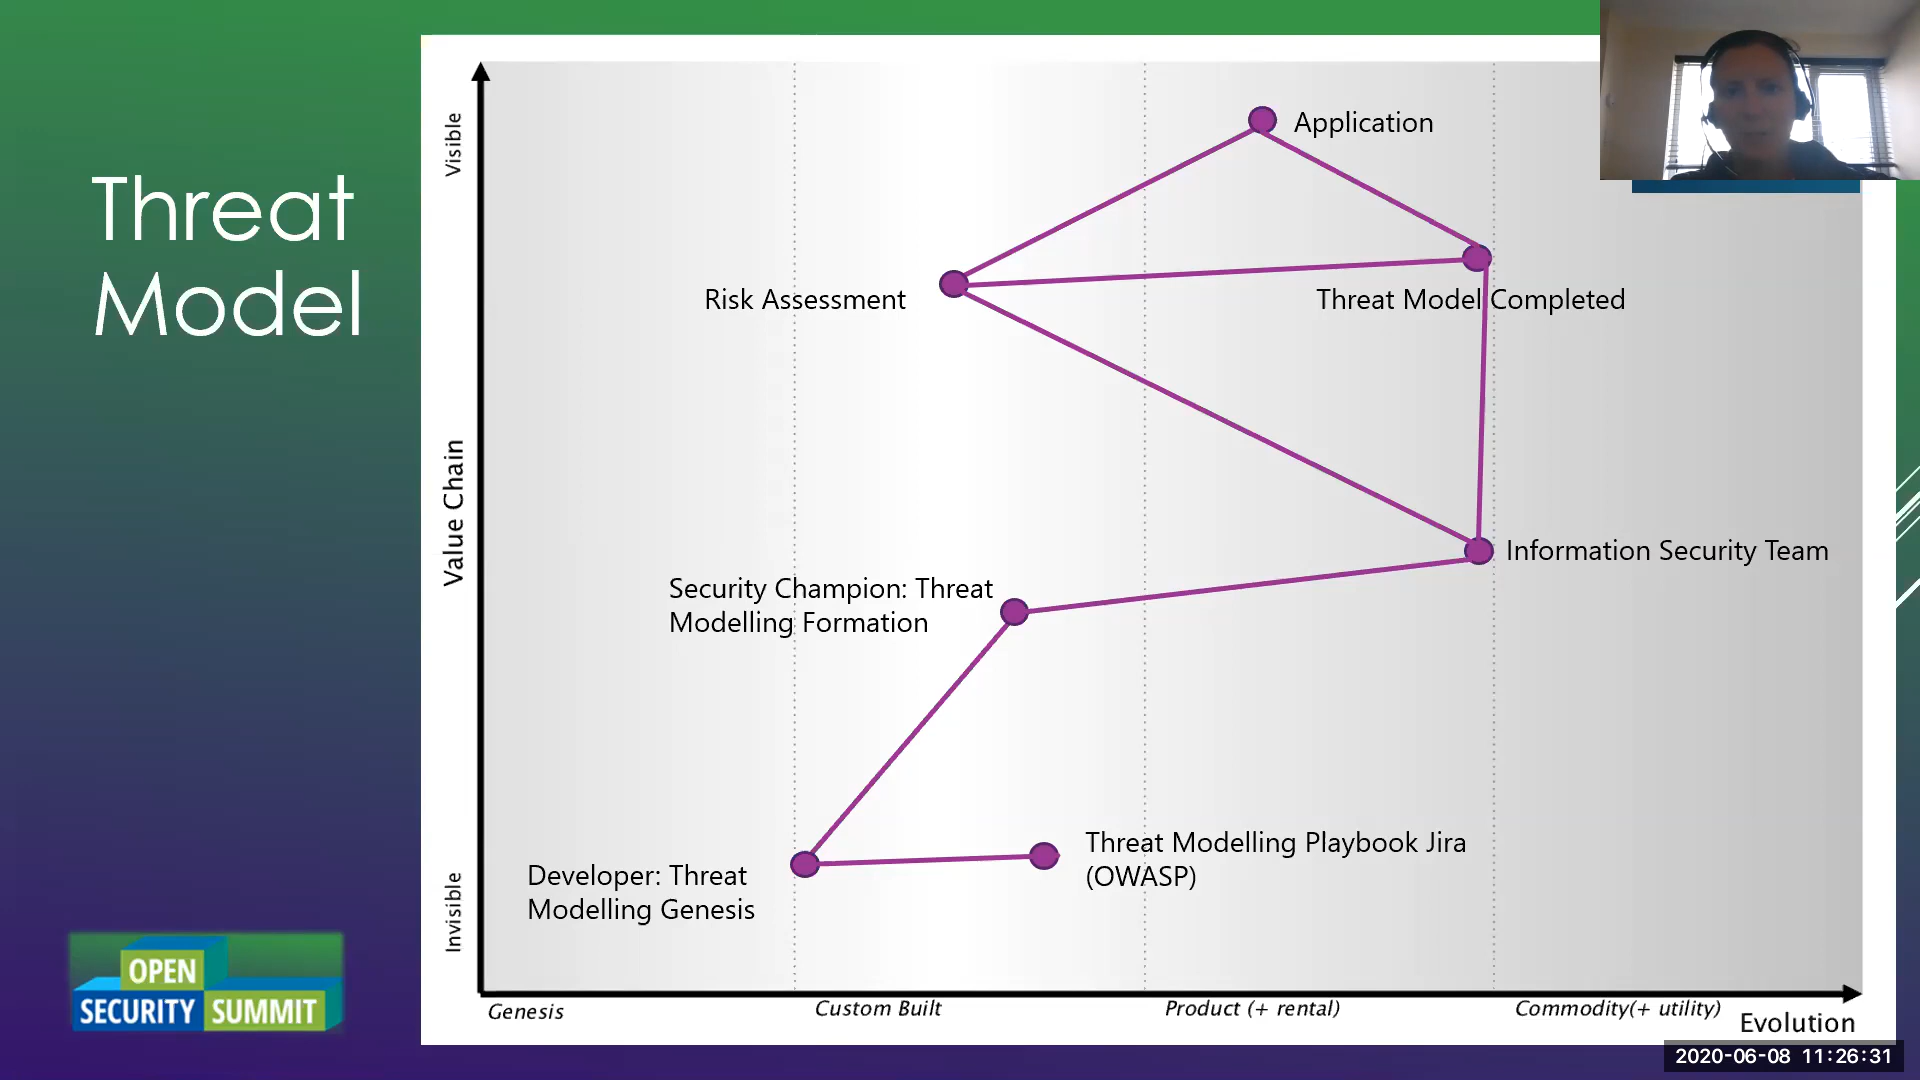 Threat
Model
Visible
Value Chain
Invisible
Application
Risk Assessment
Threat Model Completed
Information Security Team
Security Champion: Threat
Modelling Formation
Threat Modelling Playbook Jira
(OWASP)
Developer: Threat
Modelling Genesis
Genesis
Custom Built
Product (+ rental)
Commodity(+ utility)
Evolution
OPEN
SECURITY SUMMIT
2020-06-08 11:26:31